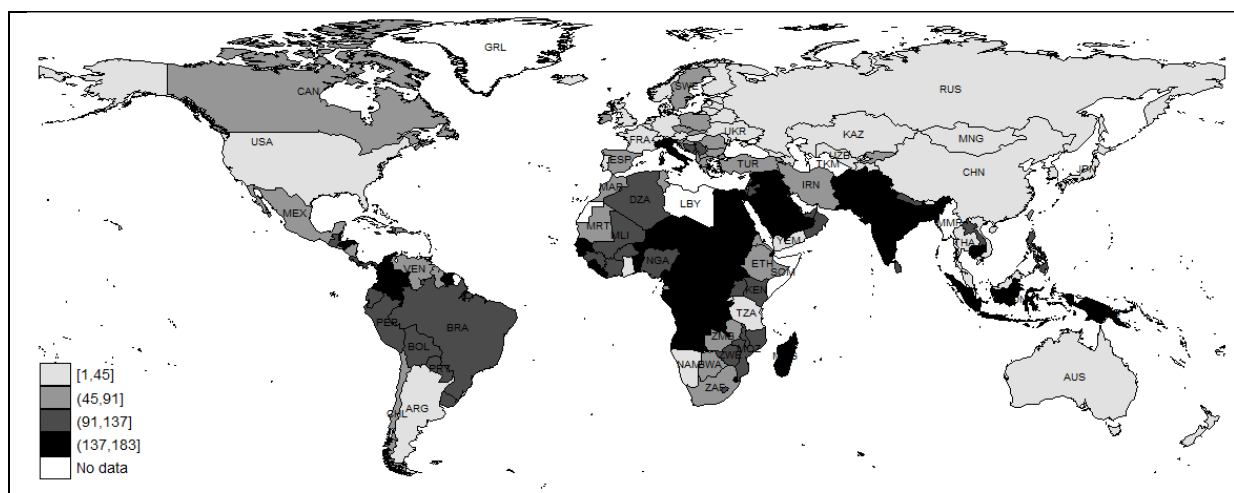 GRL
SWE
RUS
CAN
FRA
UKR
KAZ
MNG
USA
ESP
TUR
UZB
TKM
CHN
JPN
MAR
IRN
DZA
LBY
MEX
MRT
MLI
YEM
MMR
THA
VEN
NGA
ETH
SOM
KEN
PER
BRA
TZA
BOL
ZMB
MOZ
PRY
NAM
BWA
ZWE
ZAF
AUS
CHL
ARG
[1,45]
(45,91]
(91,137]
(137,183]
No data